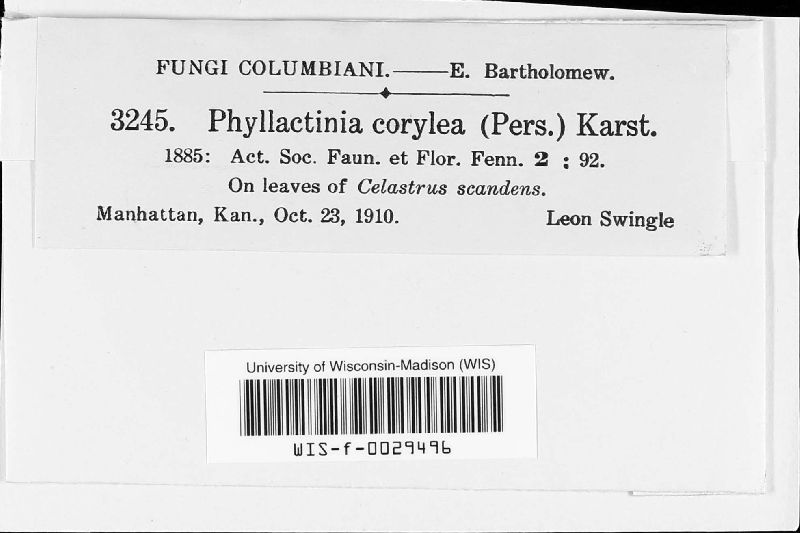 FUNGI COLUMBIANI.——E. Bartholomew.
3245. Phyllactinia corylea (Pers.) Karst.
1885: Act. Soc. Faun. et Flor. Fenn. 2 : 92.
On leaves of Celastrus scandens.
Manhattan, Kan., Oct. 23, 1910. Leon Swingle
University of Wisconsin-Madison (WIS)
WIS-f-0029496